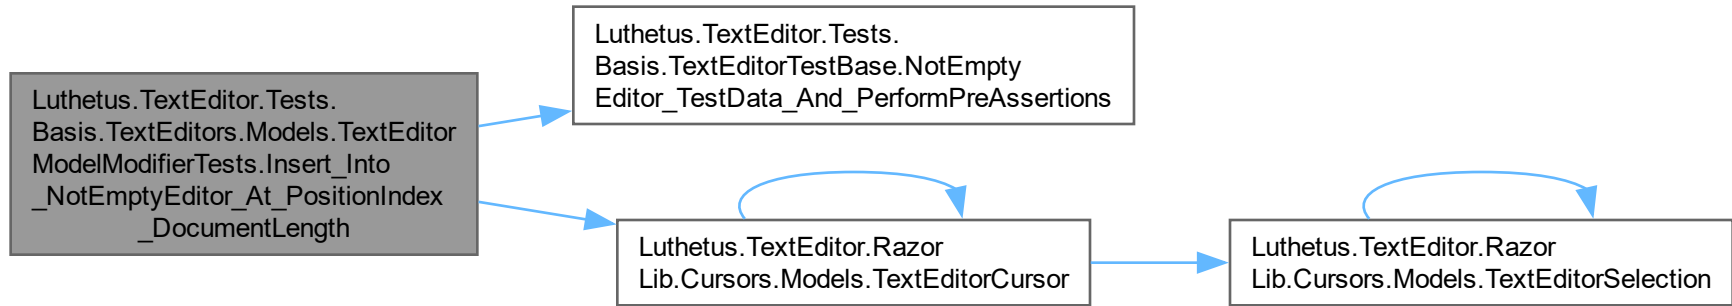 Luthetus.TextEditor.Tests.
Basis.TextEditors.Models.TextEditor
ModelModifierTests.Insert_Into
_NotEmptyEditor_At_PositionIndex
_DocumentLength
Luthetus.TextEditor.Tests.
Basis.TextEditorTestBase.NotEmpty
Editor_TestData_And_PerformPreAssertions
Luthetus.TextEditor.Razor
Lib.Cursors.Models.TextEditorCursor
Luthetus.TextEditor.Razor
Lib.Cursors.Models.TextEditorSelection